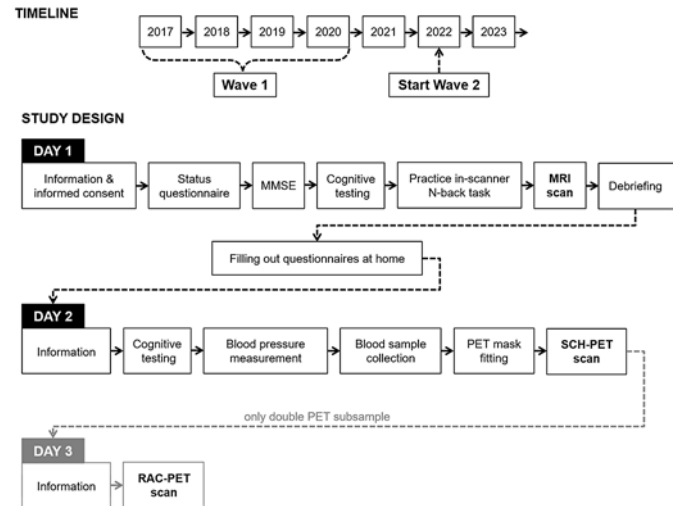 TIMELINE
2017 2018 2019 2020 2021 2022 2023
Wave 1 Start Wave 2
STUDY DESIGN
DAY 1
Information &
informed consent
Status
questionnaire
MMSE
Cognitive
testing
Practice in-scanner
N-back task
MRI
scan
Debriefing
Filling out questionnaires at home
DAY 2
Information
Cognitive
testing
Blood pressure
measurement
Blood sample
collection
PET mask
fitting
SCH-PET
scan
only double PET subsample
DAY 3
Information
RAC-PET
scan